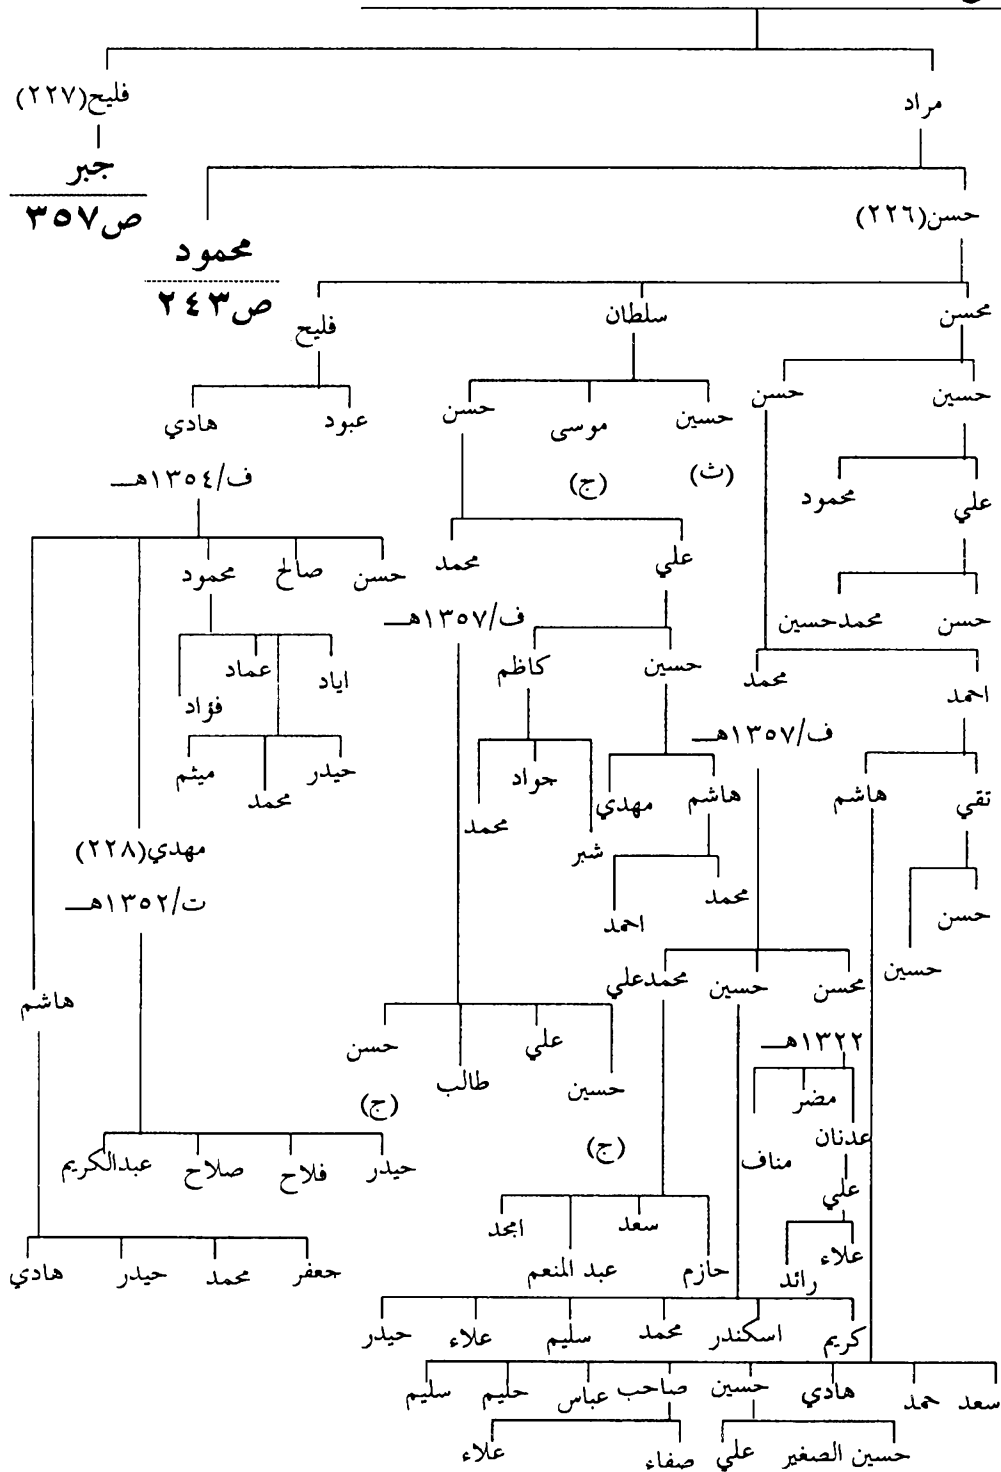 مراد فليح(٢٢٧)
جبر
ص٣٥٧
حسن(٢٢٦)
محمود
ص٢٤٣
محسن سلطان فليح
حسين حسن حسين موسى حسن عبود هادي
(ث) (ج) ف/١٣٥٤هـ
علي محمود
علي محمد حسن صالح محمود
حسن محمدحسين ف/١٣٥٧هـ
احمد محمد حسين كاظم اياد عماد فؤاد
ف/١٣٥٧هـ
تقي هاشم هاشم مهدي شبر جواد محمد حيدر محمد ميثم
مهدي(٢٢٨)
ت/١٣٥٢هـ
حسن حسين محمد احمد
محسن حسين محمدعلي هاشم
١٣٢٢هـ
حسين علي طالب حسن
(ج) (ج)
عدنان مضر مناف
حيدر فلاح صلاح عبدالكريم
علي
علاء رائد
حازم سعد عبد المنعم امجد
جعفر محمد حيدر هادي
كريم اسكندر محمد سليم علاء حيدر
سعد حمد هادي حسين صاحب عباس حليم سليم
حسين الصغير علي صفاء علاء